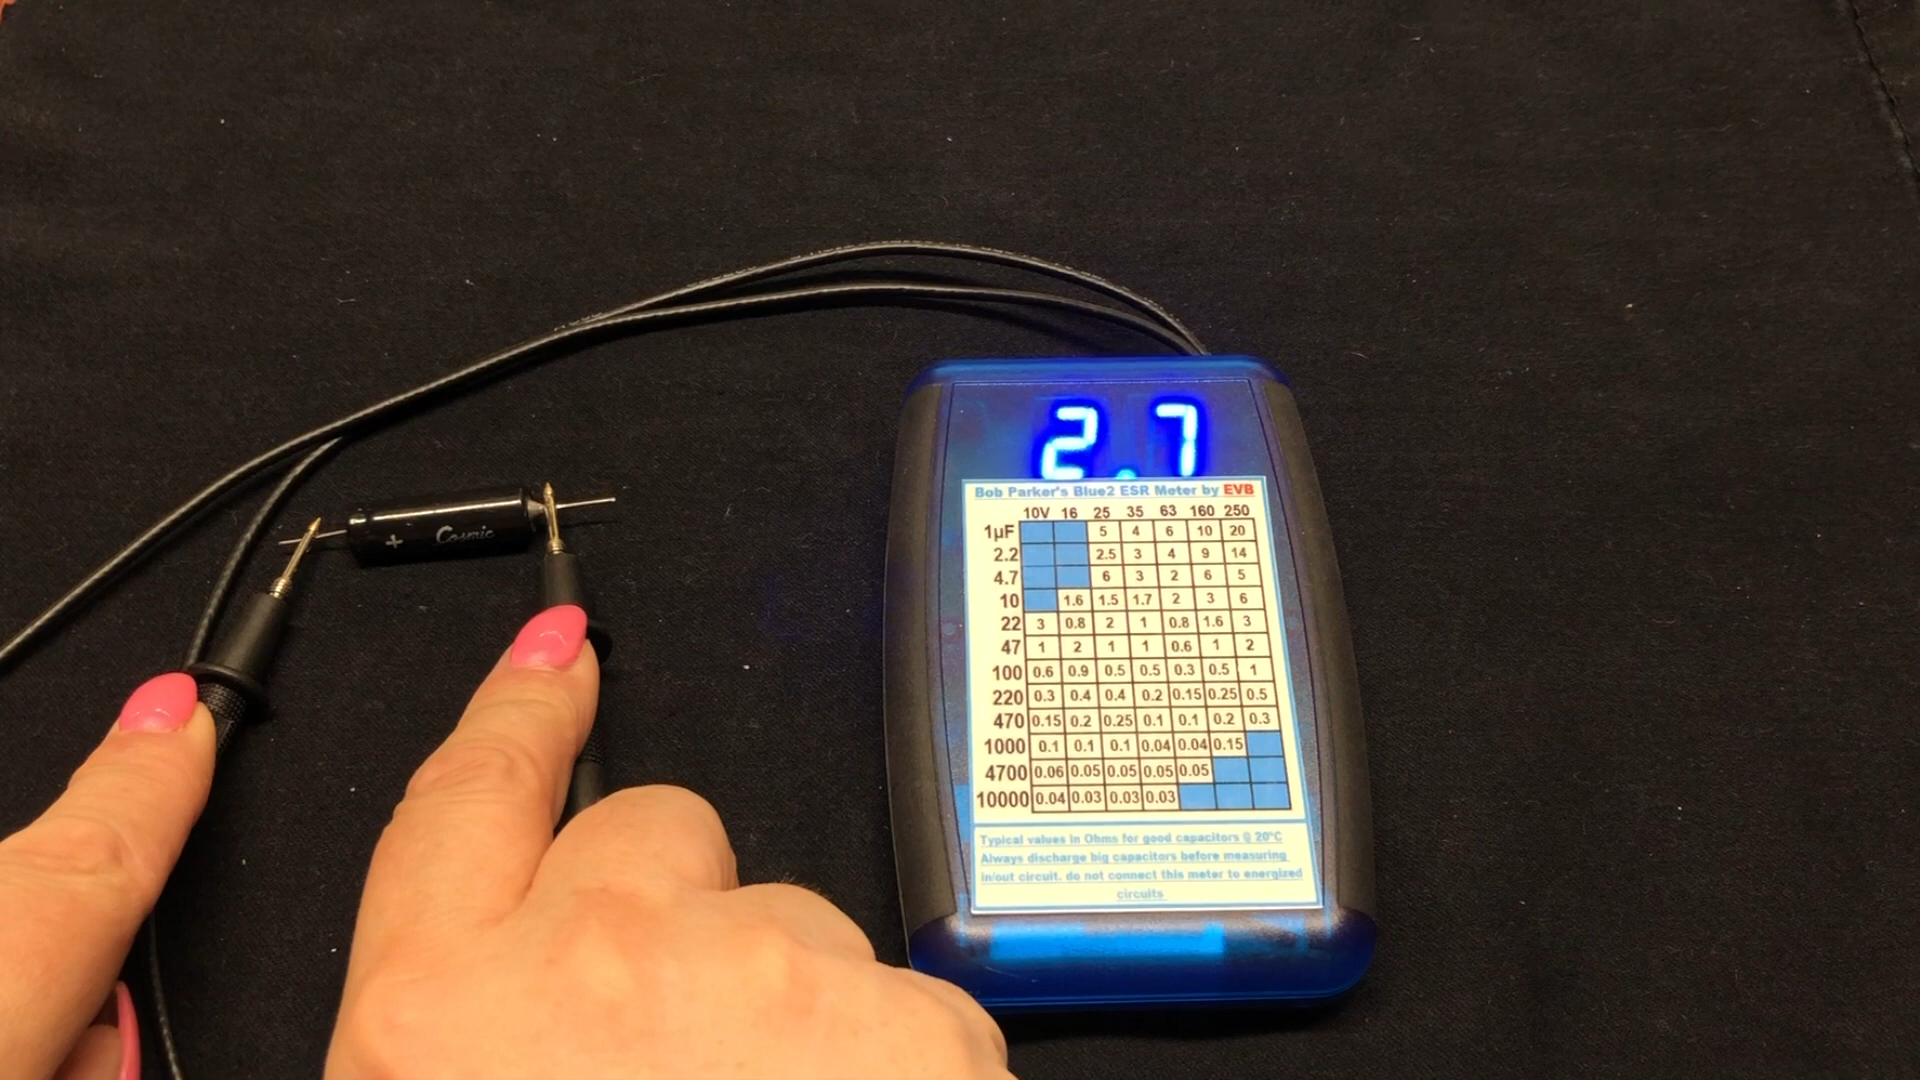 2.7
Bob Parker's Blue2 ESR Meter by EVB
10V 16 25 35 63 160 250
1µF 5 4 6 10 20
2.2 2.5 3 4 9 14
4.7 6 3 2 6 5
10 1.6 1.5 1.7 2 3 6
22 3 0.8 2 1 0.8 1.6 3
47 1 2 1 1 0.6 1 2
100 0.6 0.9 0.5 0.5 0.3 0.5 1
220 0.3 0.4 0.4 0.2 0.15 0.25 0.5
470 0.15 0.2 0.25 0.1 0.1 0.2 0.3
1000 0.1 0.1 0.1 0.04 0.04 0.15
4700 0.06 0.05 0.05 0.05 0.05
10000 0.04 0.03 0.03 0.03
Typical values in Ohms for good capacitors @ 20°C
Always discharge big capacitors before measuring
in/out circuit. do not connect this meter to energized
circuits
+ Cosmic